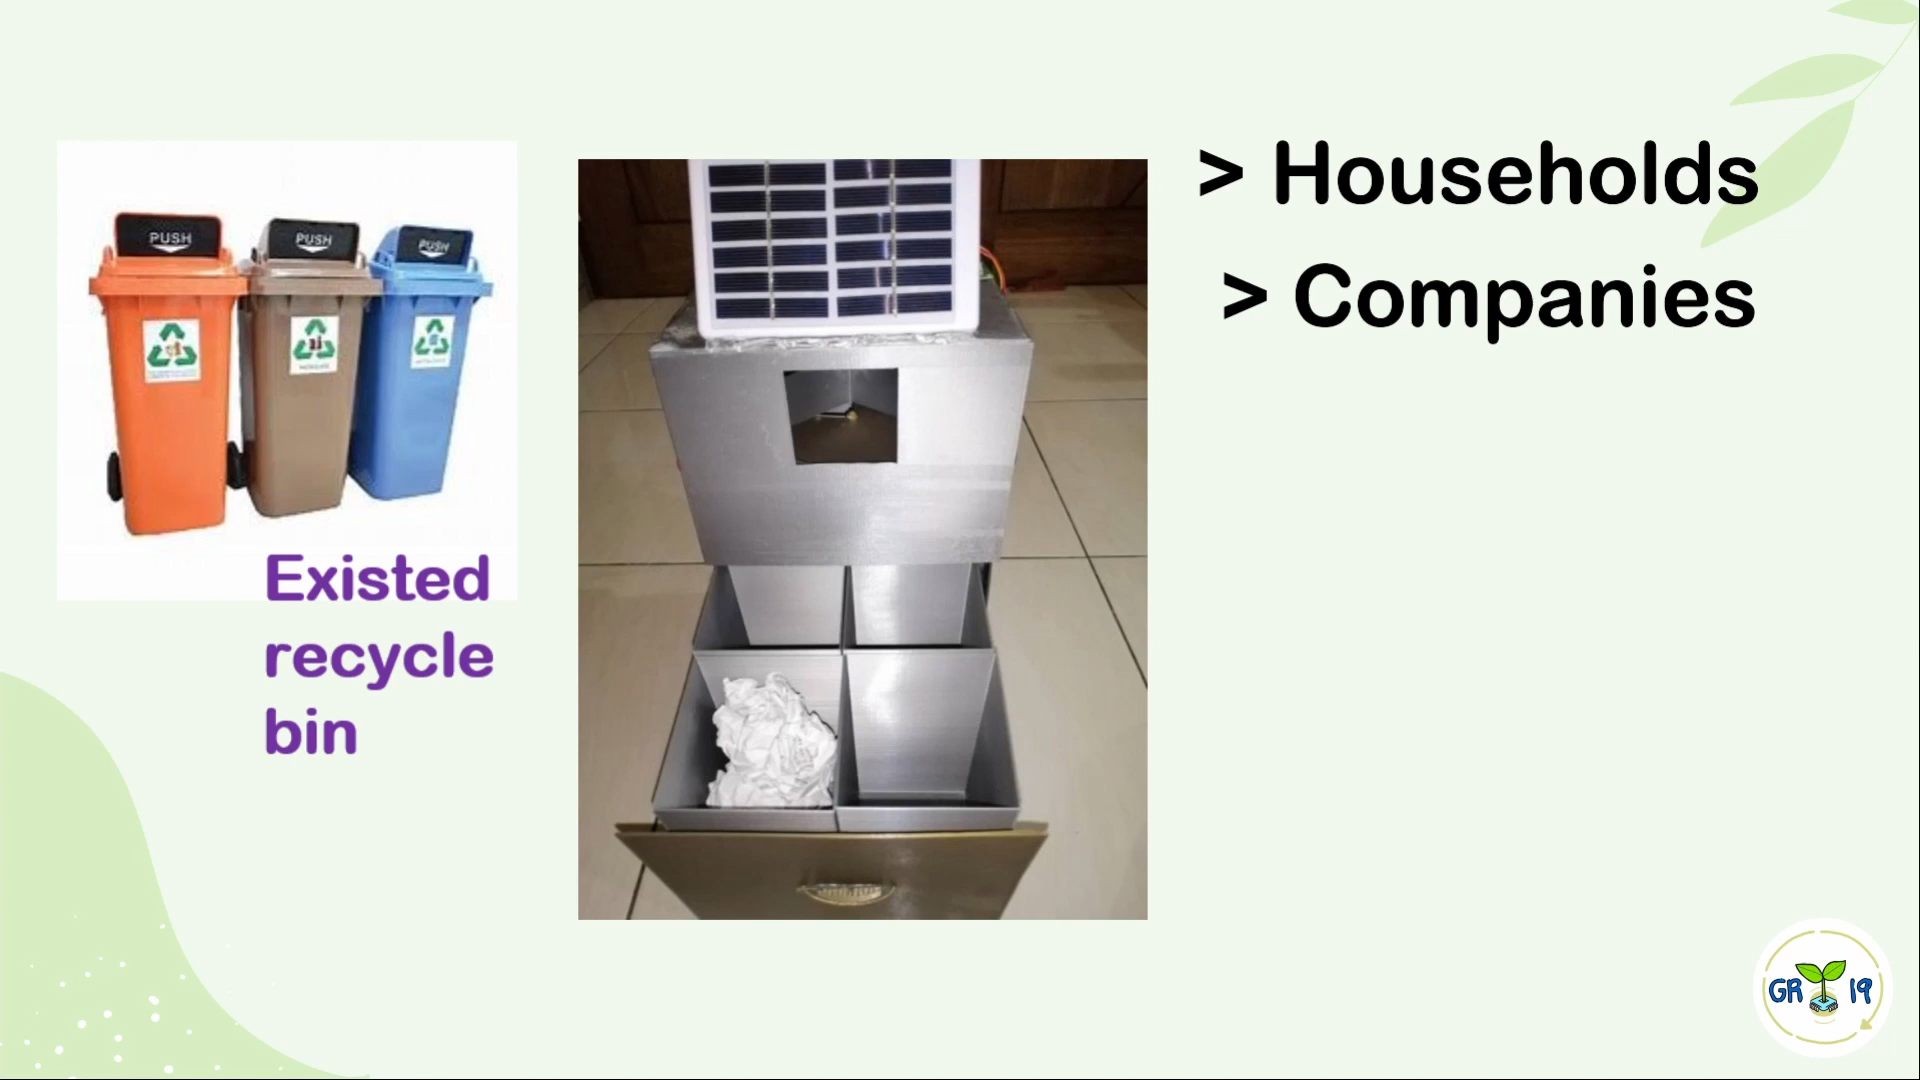 PUSH
PUSH
PUSH
Existed
recycle
bin
> Households
> Companies
GR 19